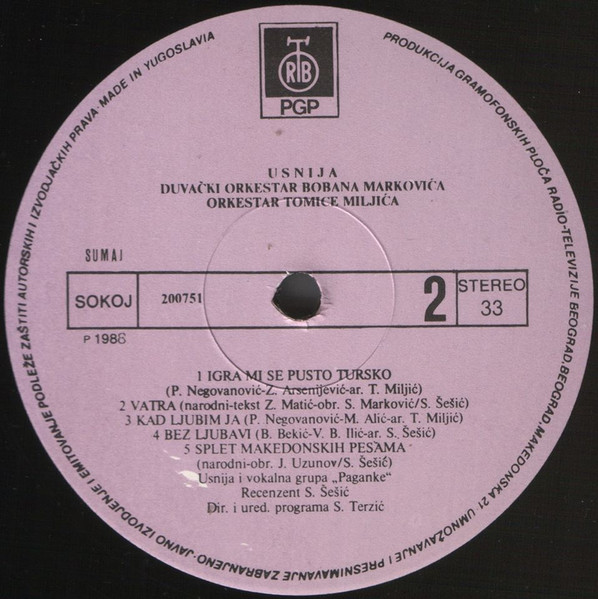 RTB
PGP
USNIJA
DUVAČKI ORKESTAR BOBANA MARKOVIĆA
ORKESTAR TOMICE MILJIĆA
SUMAJ
SOKOJ
200751
2
STEREO
33
P 1988
1 IGRA MI SE PUSTO TURSKO
(P. Negovanović-Z. Arsenijević-ar. T. Miljić)
2 VATRA (narodni-tekst Z. Matić-obr. S. Marković/S. Šešić)
3 KAD LJUBIM JA (P. Negovanović-M. Alić-ar. T. Miljić)
4 BEZ LJUBAVI (B. Bekić-V. B. Ilić-ar. S. Šešić)
5 SPLET MAKEDONSKIH PESAMA
(narodni-obr. J. Uzunov/S. Šešić)
Usnija i vokalna grupa „Paganke"
Recenzent S. Šešić
Dir. i ured. programa S. Terzić
PRODUKCIJA GRAMOFONSKIH PLOČA RADIO-TELEVIZIJE BEOGRAD, BEOGRAD, MAKEDONSKA 21 · UMNOŽAVANJE I PRESNIMAVANJE ZABRANJENO · JAVNO IZVODJENJE I EMITOVANJE PODLEŽE ZAŠTITI AUTORSKIH I IZVODJAČKIH PRAVA · MADE IN YUGOSLAVIA